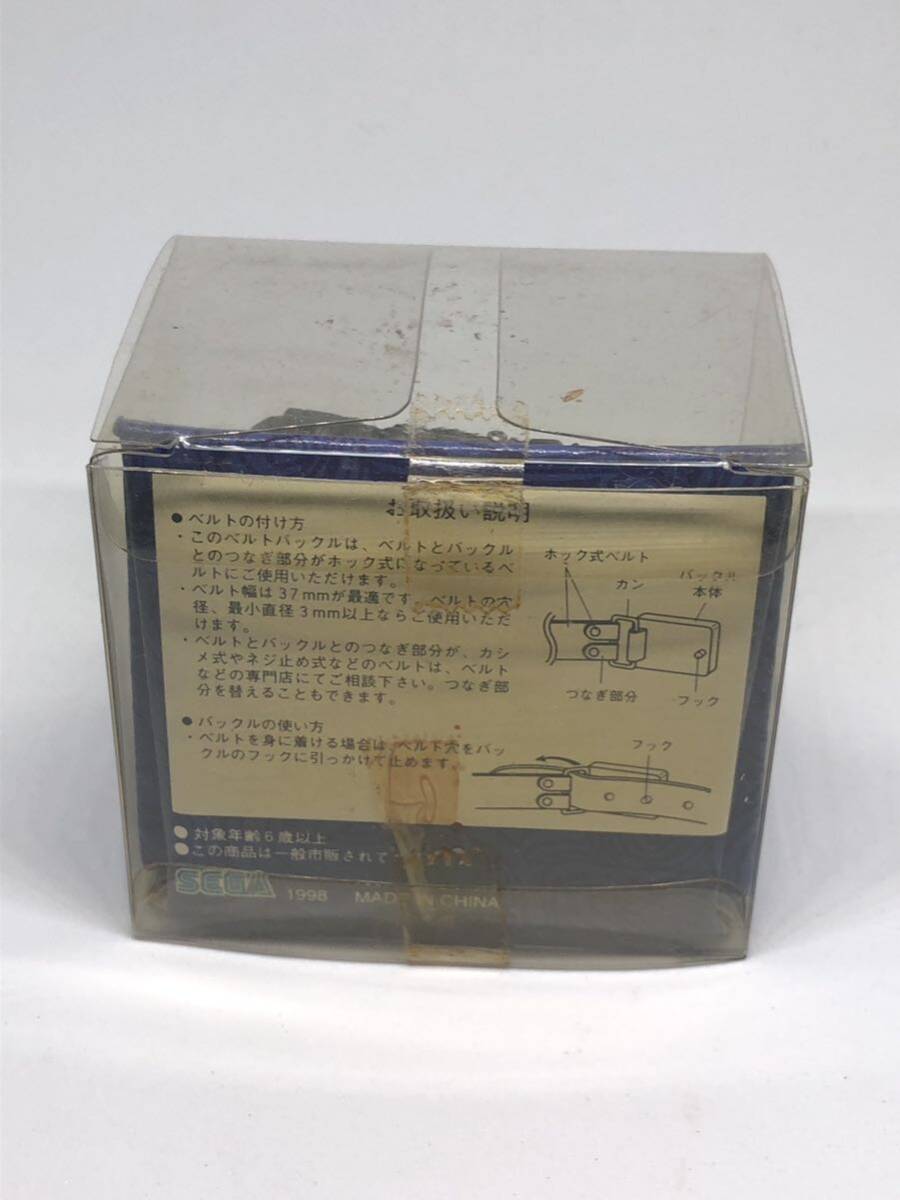 お取扱い説明
● ベルトの付け方
・このベルトバックルは、ベルトとバックル
とのつなぎ部分がホック式になっているベ
ルトにご使用いただけます。
・ベルト幅は37mmが最適です。ベルトの穴
径、最小直径3mm以上ならご使用いただ
けます。
・ベルトとバックルとのつなぎ部分が、カシ
メ式やネジ止め式などのベルトは、ベルト
などの専門店にてご相談下さい。つなぎ部
分を替えることもできます。
● バックルの使い方
・ベルトを身に着ける場合は、ベルト穴をバッ
クルのフックに引っかけて止めます。
ホック式ベルト
カン
バックル
本体
つなぎ部分
フック
フック
● 対象年齢6歳以上
● この商品は一般市販されて
SEGA 1998 MADE IN CHINA